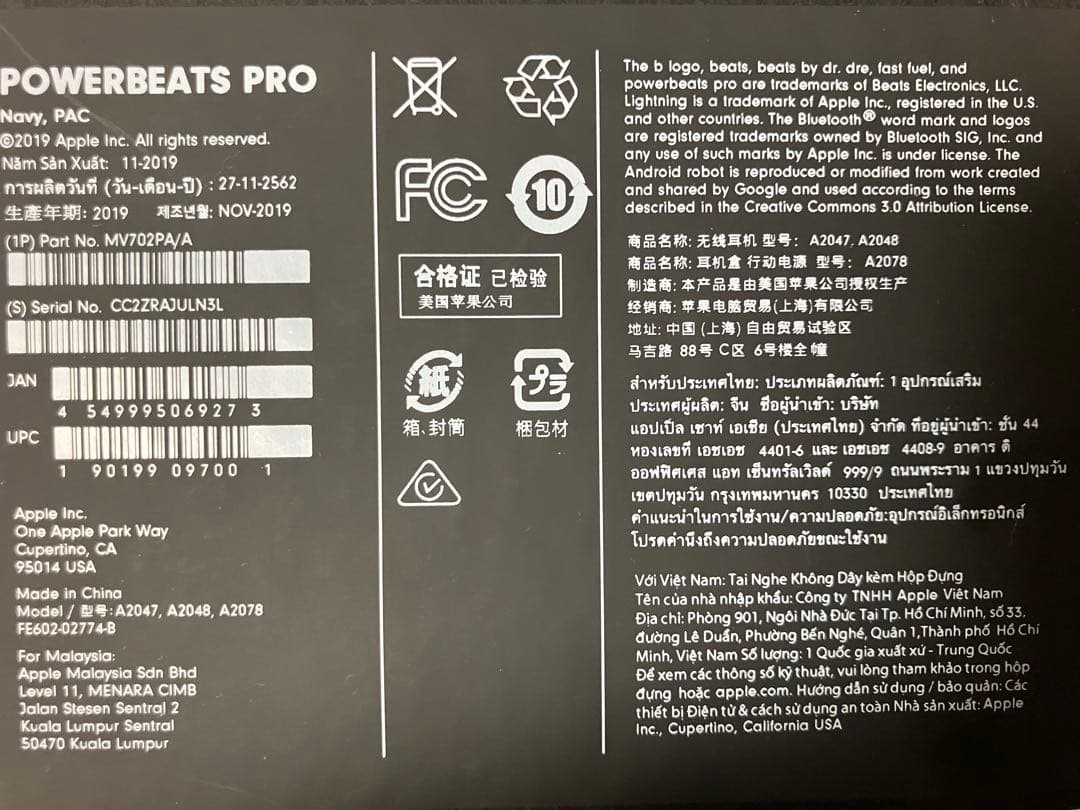 POWERBEATS PRO
Navy, PAC
©2019 Apple Inc. All rights reserved.
Năm Sản Xuất: 11-2019
การผลิตวันที่ (วัน-เดือน-ปี) : 27-11-2562
生產年期: 2019 제조년월: NOV-2019
(1P) Part No. MV702PA/A
(S) Serial No. CC2ZRAJULN3L
JAN
4 54999506927 3
UPC
1 90199 09700 1
Apple Inc.
One Apple Park Way
Cupertino, CA
95014 USA
Made in China
Model / 型号: A2047, A2048, A2078
FE602-02774-B
For Malaysia:
Apple Malaysia Sdn Bhd
Level 11, MENARA CIMB
Jalan Stesen Sentral 2
Kuala Lumpur Sentral
50470 Kuala Lumpur
FC
10
合格证 已检验
美国苹果公司
紙
箱、封筒
プラ
梱包材
The b logo, beats, beats by dr. dre, fast fuel, and
powerbeats pro are trademarks of Beats Electronics, LLC.
Lightning is a trademark of Apple Inc., registered in the U.S.
and other countries. The Bluetooth® word mark and logos
are registered trademarks owned by Bluetooth SIG, Inc. and
any use of such marks by Apple Inc. is under license. The
Android robot is reproduced or modified from work created
and shared by Google and used according to the terms
described in the Creative Commons 3.0 Attribution License.
商品名称: 无线耳机 型号: A2047, A2048
商品名称: 耳机盒 行动电源 型号: A2078
制造商: 本产品是由美国苹果公司授权生产
经销商: 苹果电脑贸易(上海)有限公司
地址: 中国 (上海) 自由贸易试验区
马吉路 88号 C区 6号楼全幢
สำหรับประเทศไทย: ประเภทผลิตภัณฑ์: 1 อุปกรณ์เสริม
ประเทศผู้ผลิต: จีน ชื่อผู้นำเข้า: บริษัท
แอปเปิล เซาท์ เอเชีย (ประเทศไทย) จำกัด ที่อยู่ผู้นำเข้า: ชั้น 44
ห้องเลขที่ เอชเอช 4401-6 และ เอชเอช 4408-9 อาคาร ดิ
ออฟฟิศเศส แอท เซ็นทรัลเวิลด์ 999/9 ถนนพระราม 1 แขวงปทุมวัน
เขตปทุมวัน กรุงเทพมหานคร 10330 ประเทศไทย
คำแนะนำในการใช้งาน/ความปลอดภัย:อุปกรณ์อิเล็กทรอนิกส์
โปรดคำนึงถึงความปลอดภัยขณะใช้งาน
Với Việt Nam: Tai Nghe Không Dây kèm Hộp Đựng
Tên của nhà nhập khẩu: Công ty TNHH Apple Việt Nam
Địa chỉ: Phòng 901, Ngôi Nhà Đức Tại Tp. Hồ Chí Minh, số 33,
đường Lê Duẩn, Phường Bến Nghé, Quận 1,Thành phố Hồ Chí
Minh, Việt Nam Số lượng: 1 Quốc gia xuất xứ - Trung Quốc
Để xem các thông số kỹ thuật, vui lòng tham khảo trong hộp
đựng hoặc apple.com. Hướng dẫn sử dụng / bảo quản: Các
thiết bị Điện tử & cách sử dụng an toàn Nhà sản xuất: Apple
Inc., Cupertino, California USA